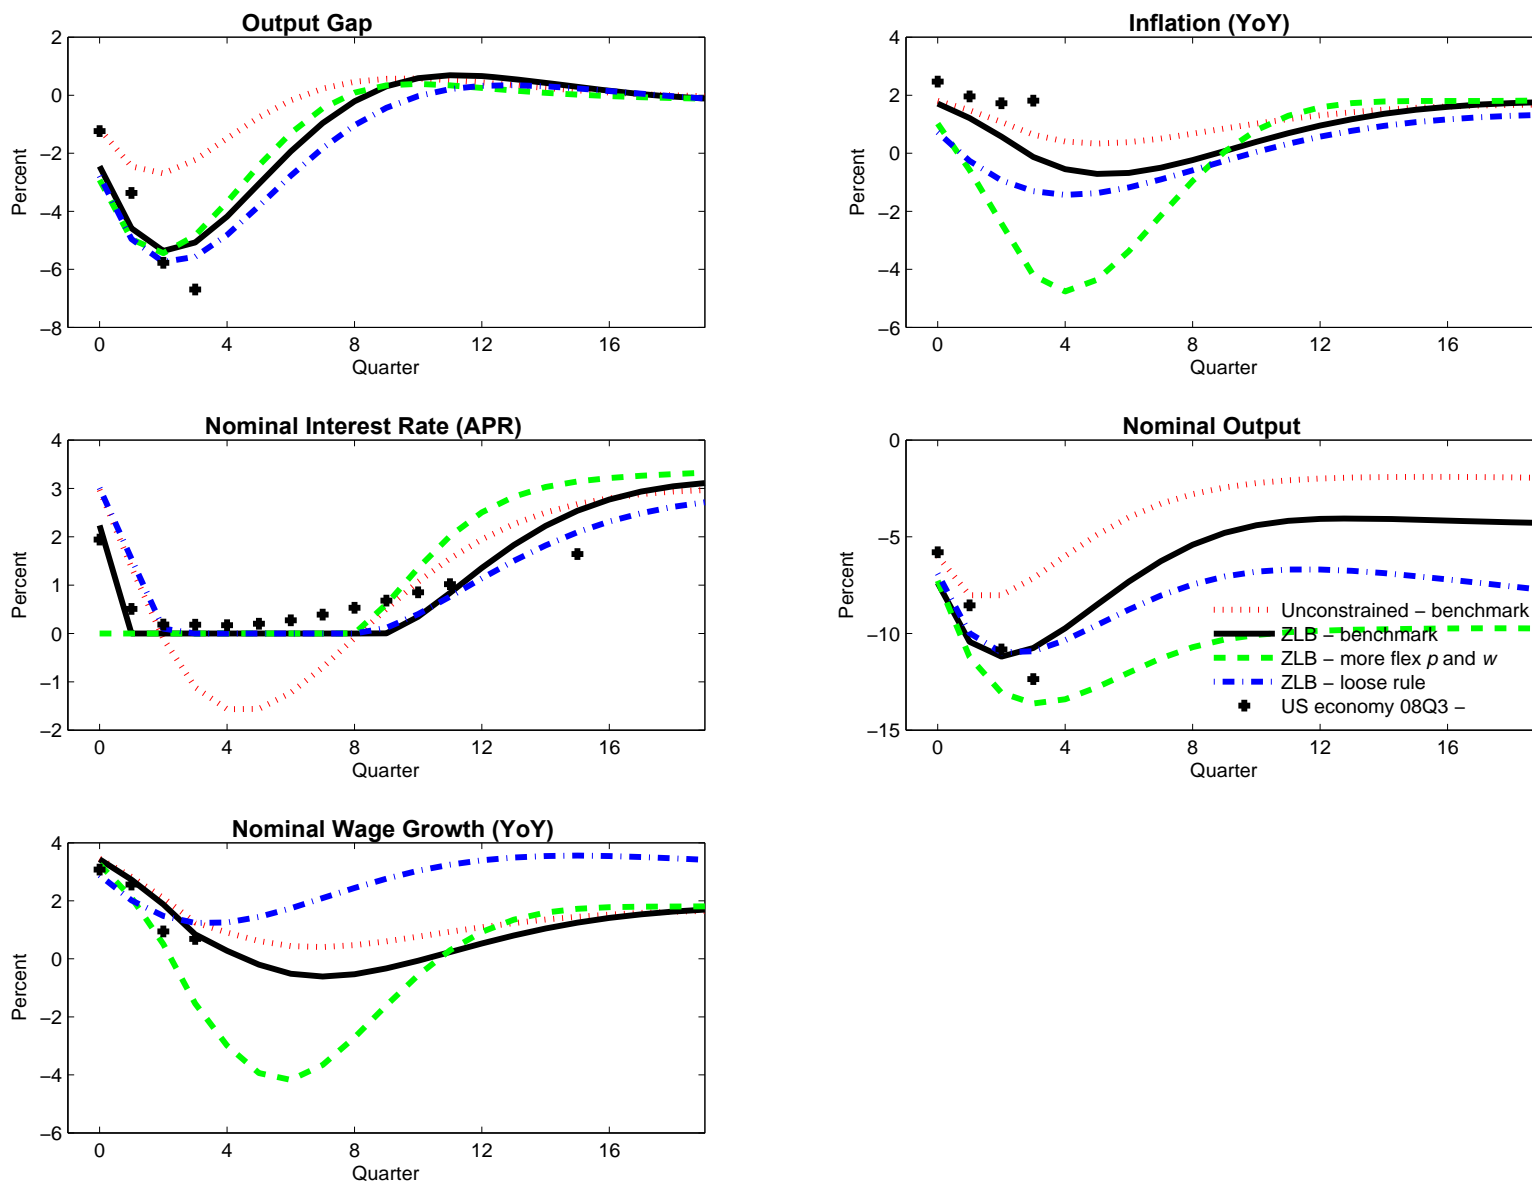 Output Gap
2
0
−2
−4
−6
−8
Percent
0 4 8 12 16
Quarter
Inflation (YoY)
4
2
0
−2
−4
−6
Percent
0 4 8 12 16
Quarter
Nominal Interest Rate (APR)
4
3
2
1
0
−1
−2
Percent
0 4 8 12 16
Quarter
Nominal Output
0
−5
−10
−15
Percent
0 4 8 12 16
Quarter
Unconstrained − benchmark
ZLB − benchmark
ZLB − more flex p and w
ZLB − loose rule
US economy 08Q3 −
Nominal Wage Growth (YoY)
4
2
0
−2
−4
−6
Percent
0 4 8 12 16
Quarter